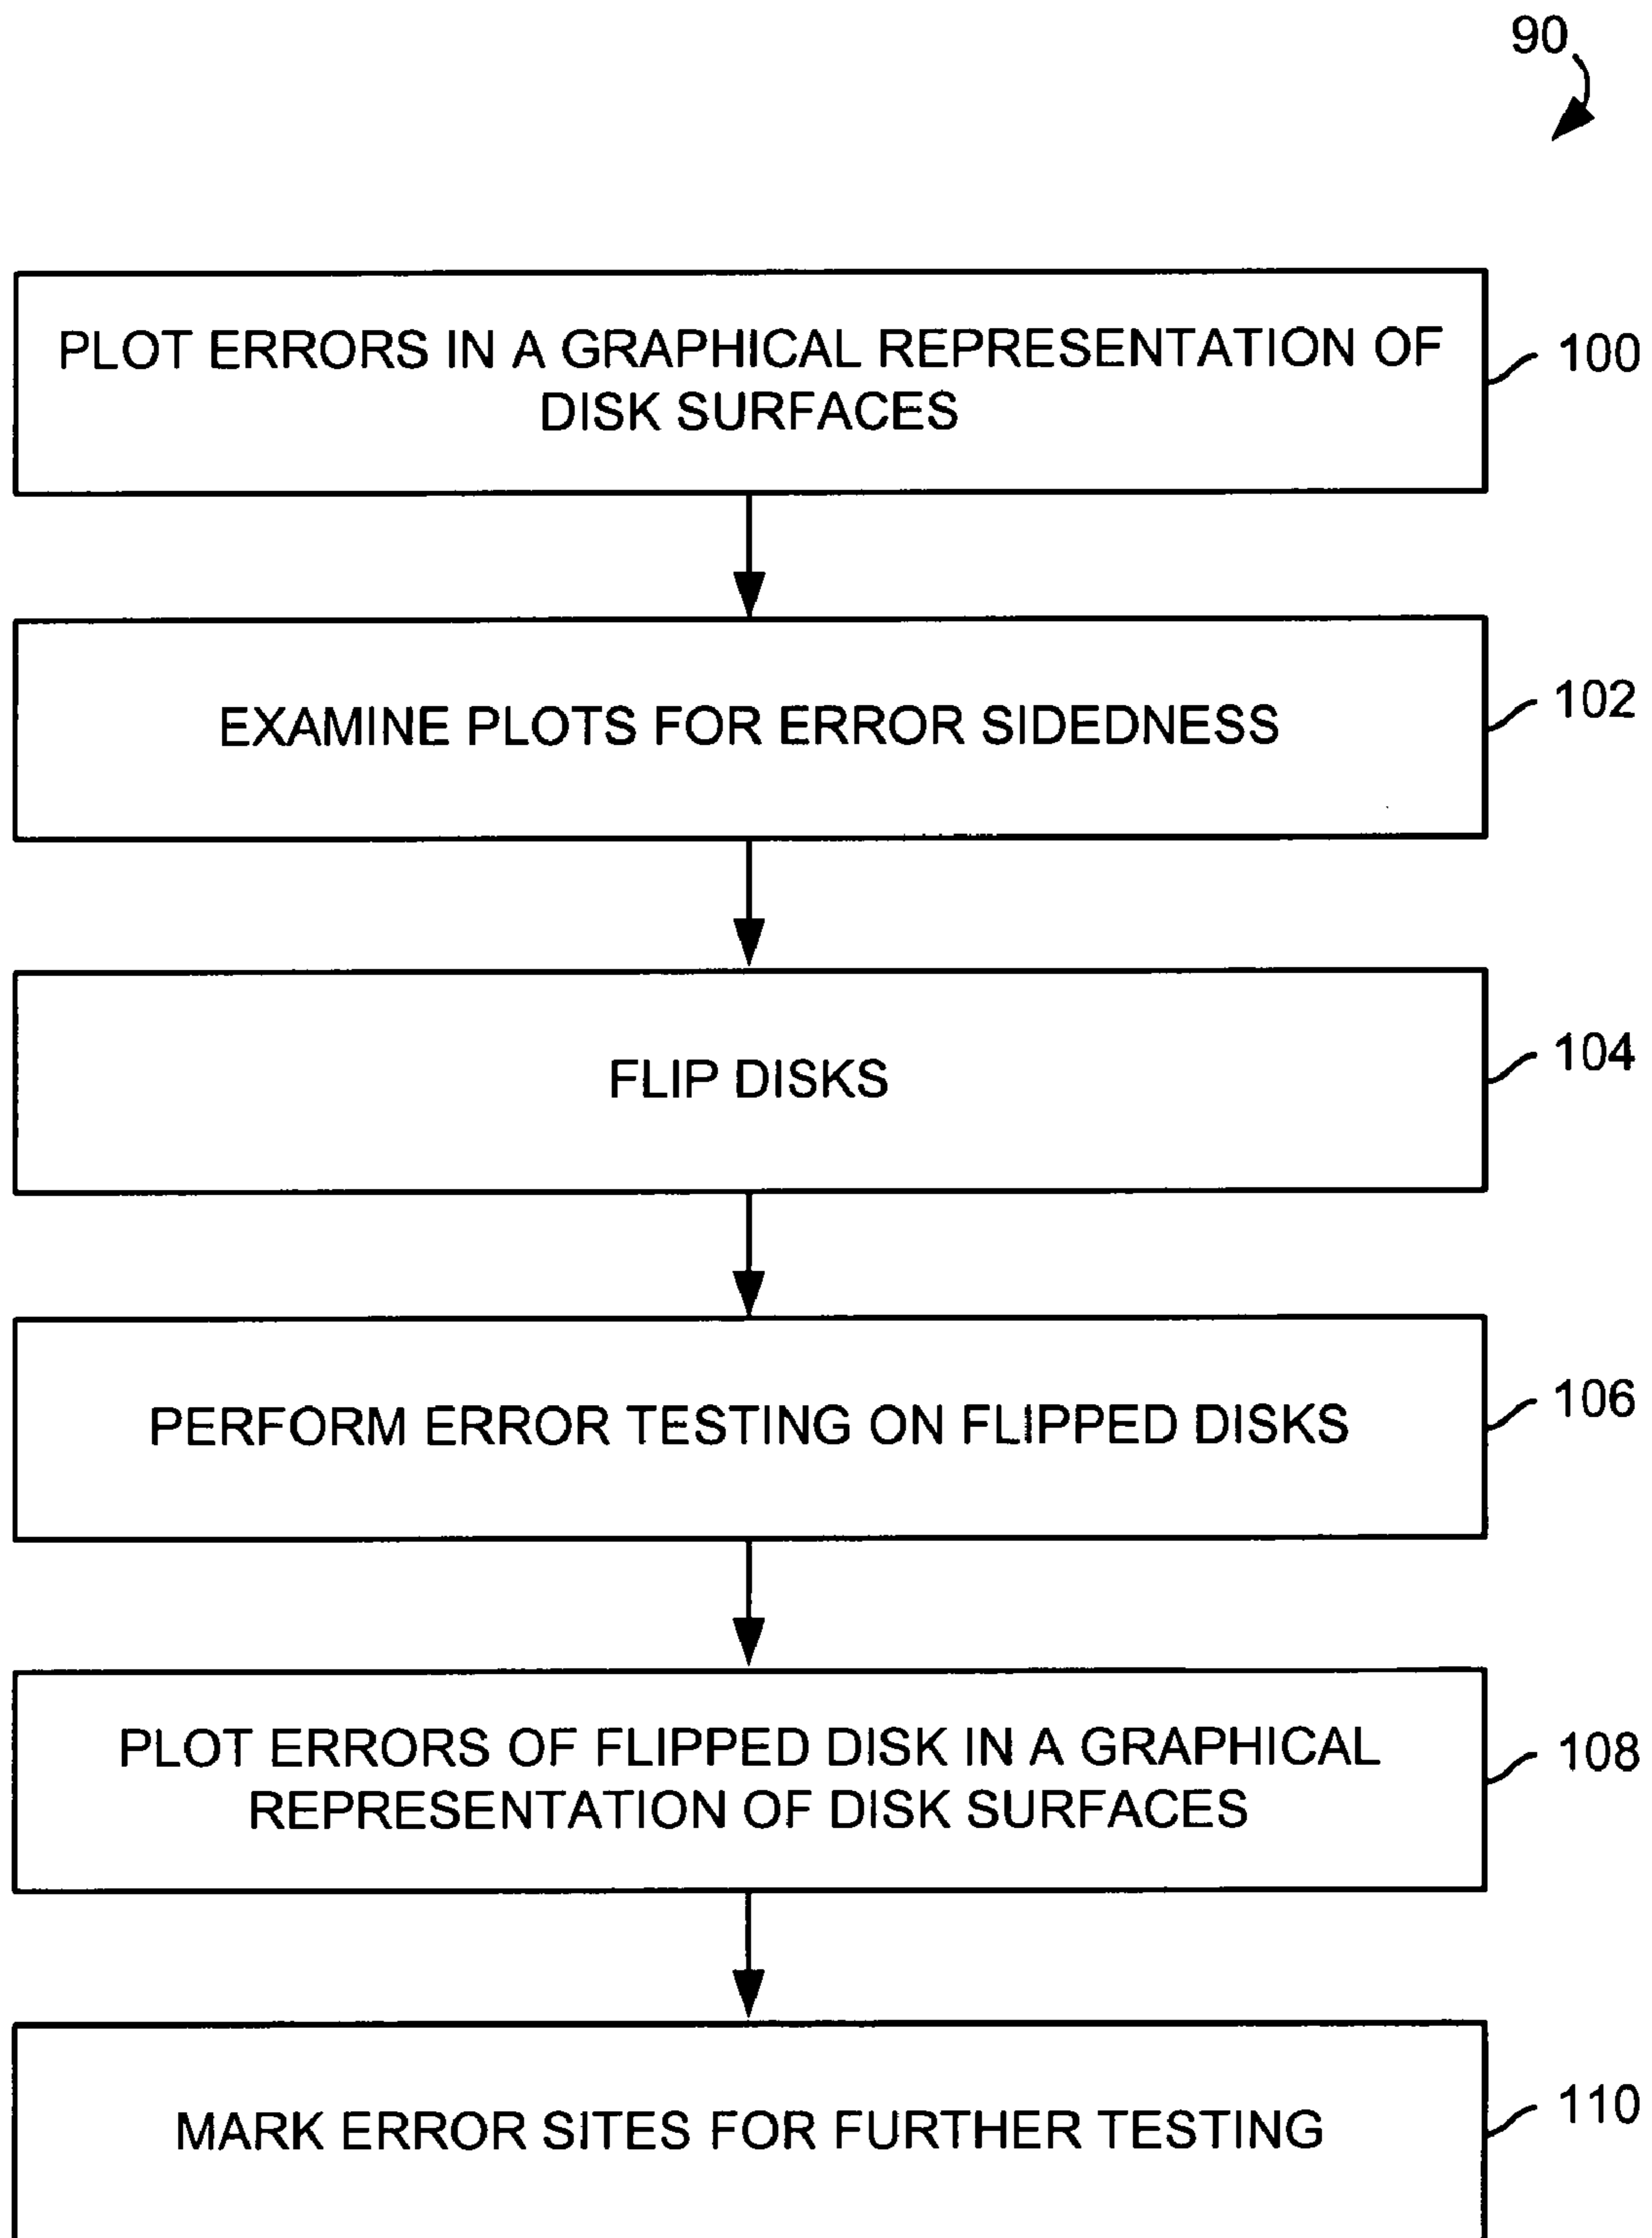 90
PLOT ERRORS IN A GRAPHICAL REPRESENTATION OF
DISK SURFACES
100
EXAMINE PLOTS FOR ERROR SIDEDNESS
102
FLIP DISKS
104
PERFORM ERROR TESTING ON FLIPPED DISKS
106
PLOT ERRORS OF FLIPPED DISK IN A GRAPHICAL
REPRESENTATION OF DISK SURFACES
108
MARK ERROR SITES FOR FURTHER TESTING
110